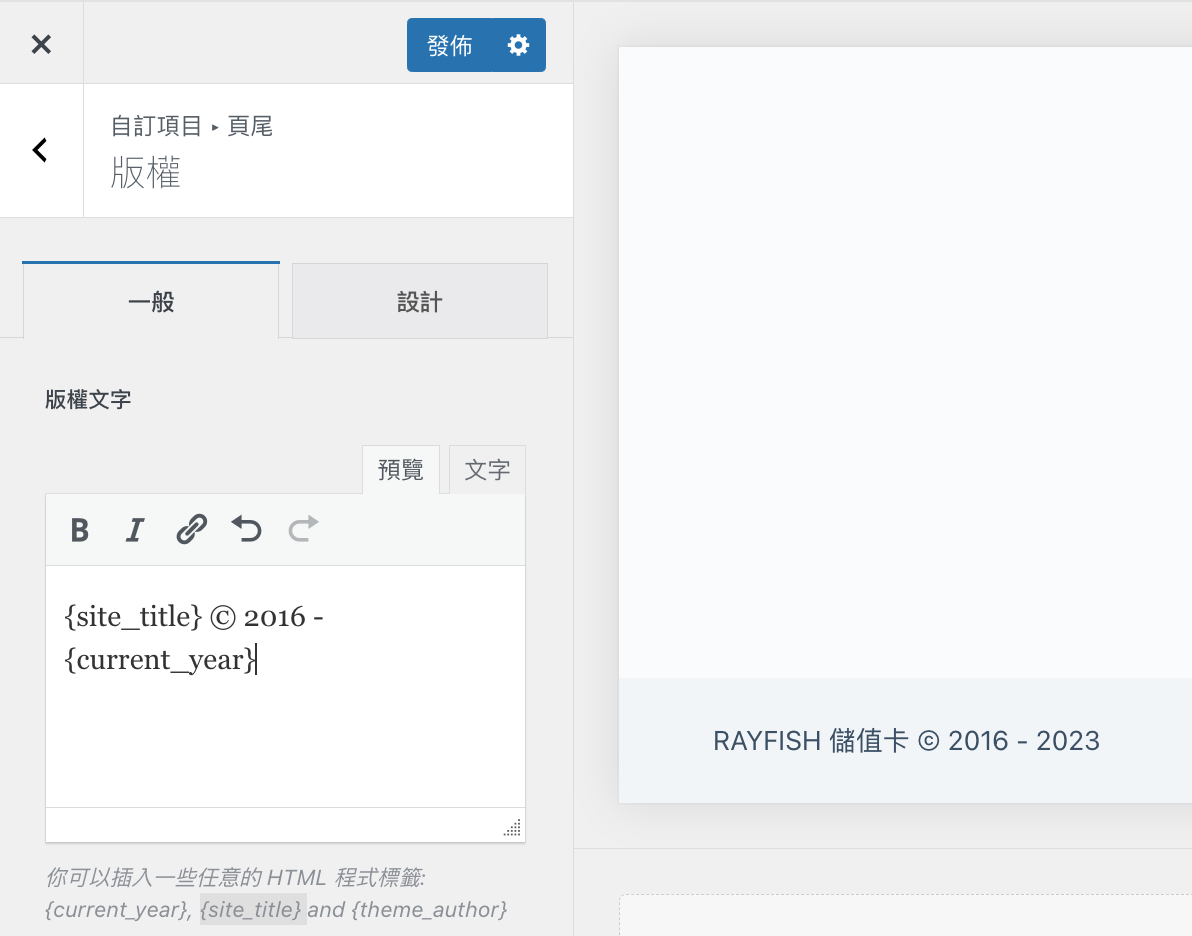 發佈
自訂項目 ▸ 頁尾
版權
一般
設計
版權文字
預覽
文字
B I
{site_title} © 2016 -
{current_year}
你可以插入一些任意的 HTML 程式標籤:
{current_year}, {site_title} and {theme_author}
RAYFISH 儲值卡 © 2016 - 2023